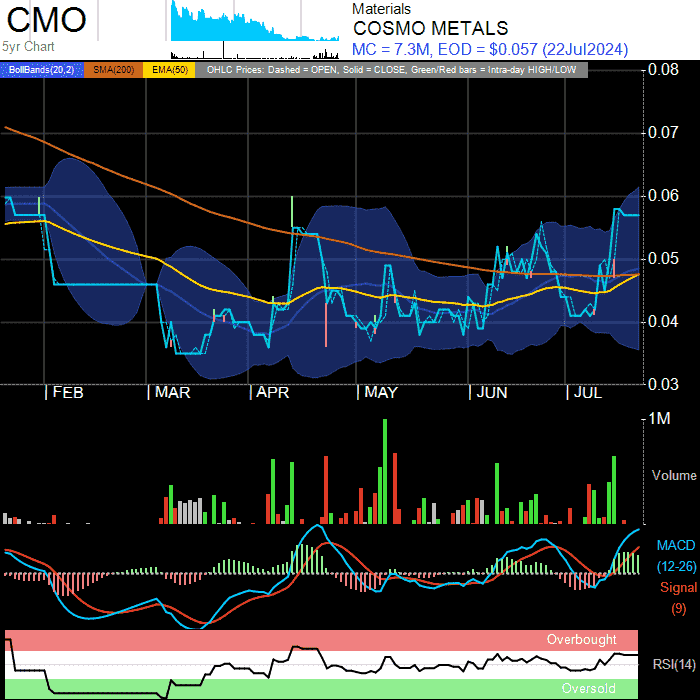 CMO
5yr Chart
Materials
COSMO METALS
MC = 7.3M, EOD = $0.057 (22Jul2024)
BollBands(20,2) SMA(200) EMA(50) OHLC Prices: Dashed = OPEN, Solid = CLOSE, Green/Red bars = Intra-day HIGH/LOW
0.08
0.07
0.06
0.05
0.04
0.03
FEB MAR APR MAY JUN JUL
1M
Volume
MACD
(12-26)
Signal
(9)
Overbought
RSI(14)
Oversold